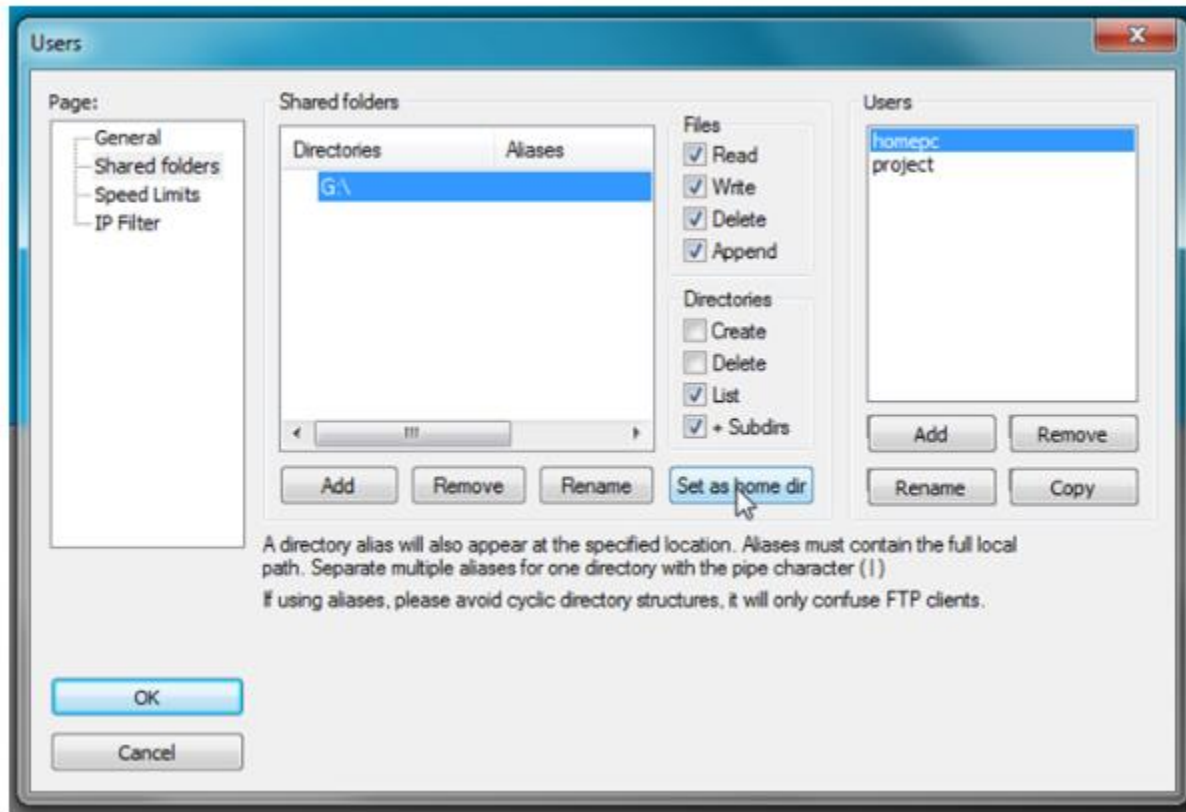 Users
Page:
General
Shared folders
Speed Limits
IP Filter
Shared folders
Directories Aliases
G:\
Files
Read
Write
Delete
Append
Directories
Create
Delete
List
+ Subdirs
Add Remove Rename Set as home dir
Users
homepc
project
Add Remove
Rename Copy
A directory alias will also appear at the specified location. Aliases must contain the full local
path. Separate multiple aliases for one directory with the pipe character ( | )
If using aliases, please avoid cyclic directory structures, it will only confuse FTP clients.
OK
Cancel